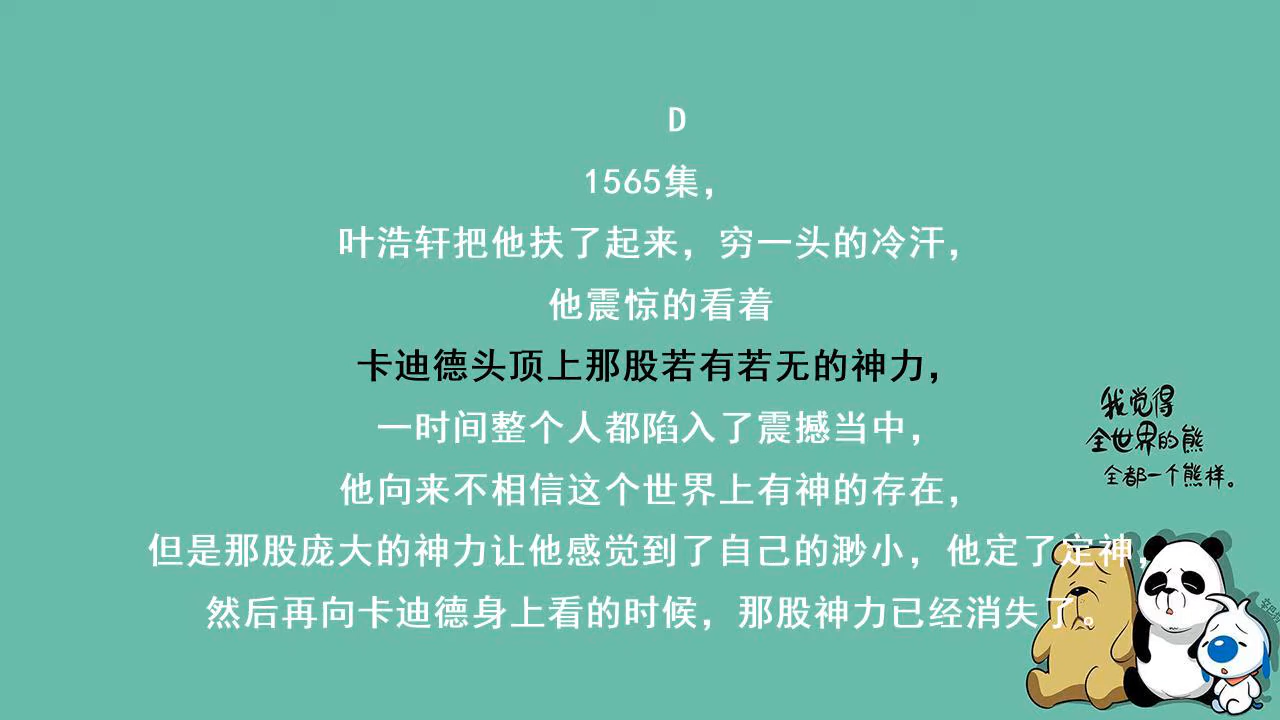 D
1565集，
叶浩轩把他扶了起来，穷一头的冷汗，
他震惊的看着
卡迪德头顶上那股若有若无的神力，
一时间整个人都陷入了震撼当中，
他向来不相信这个世界上有神的存在，
但是那股庞大的神力让他感觉到了自己的渺小，他定了定神，
然后再向卡迪德身上看的时候，那股神力已经消失了。
我觉得
全世界的熊
全都一个熊样。